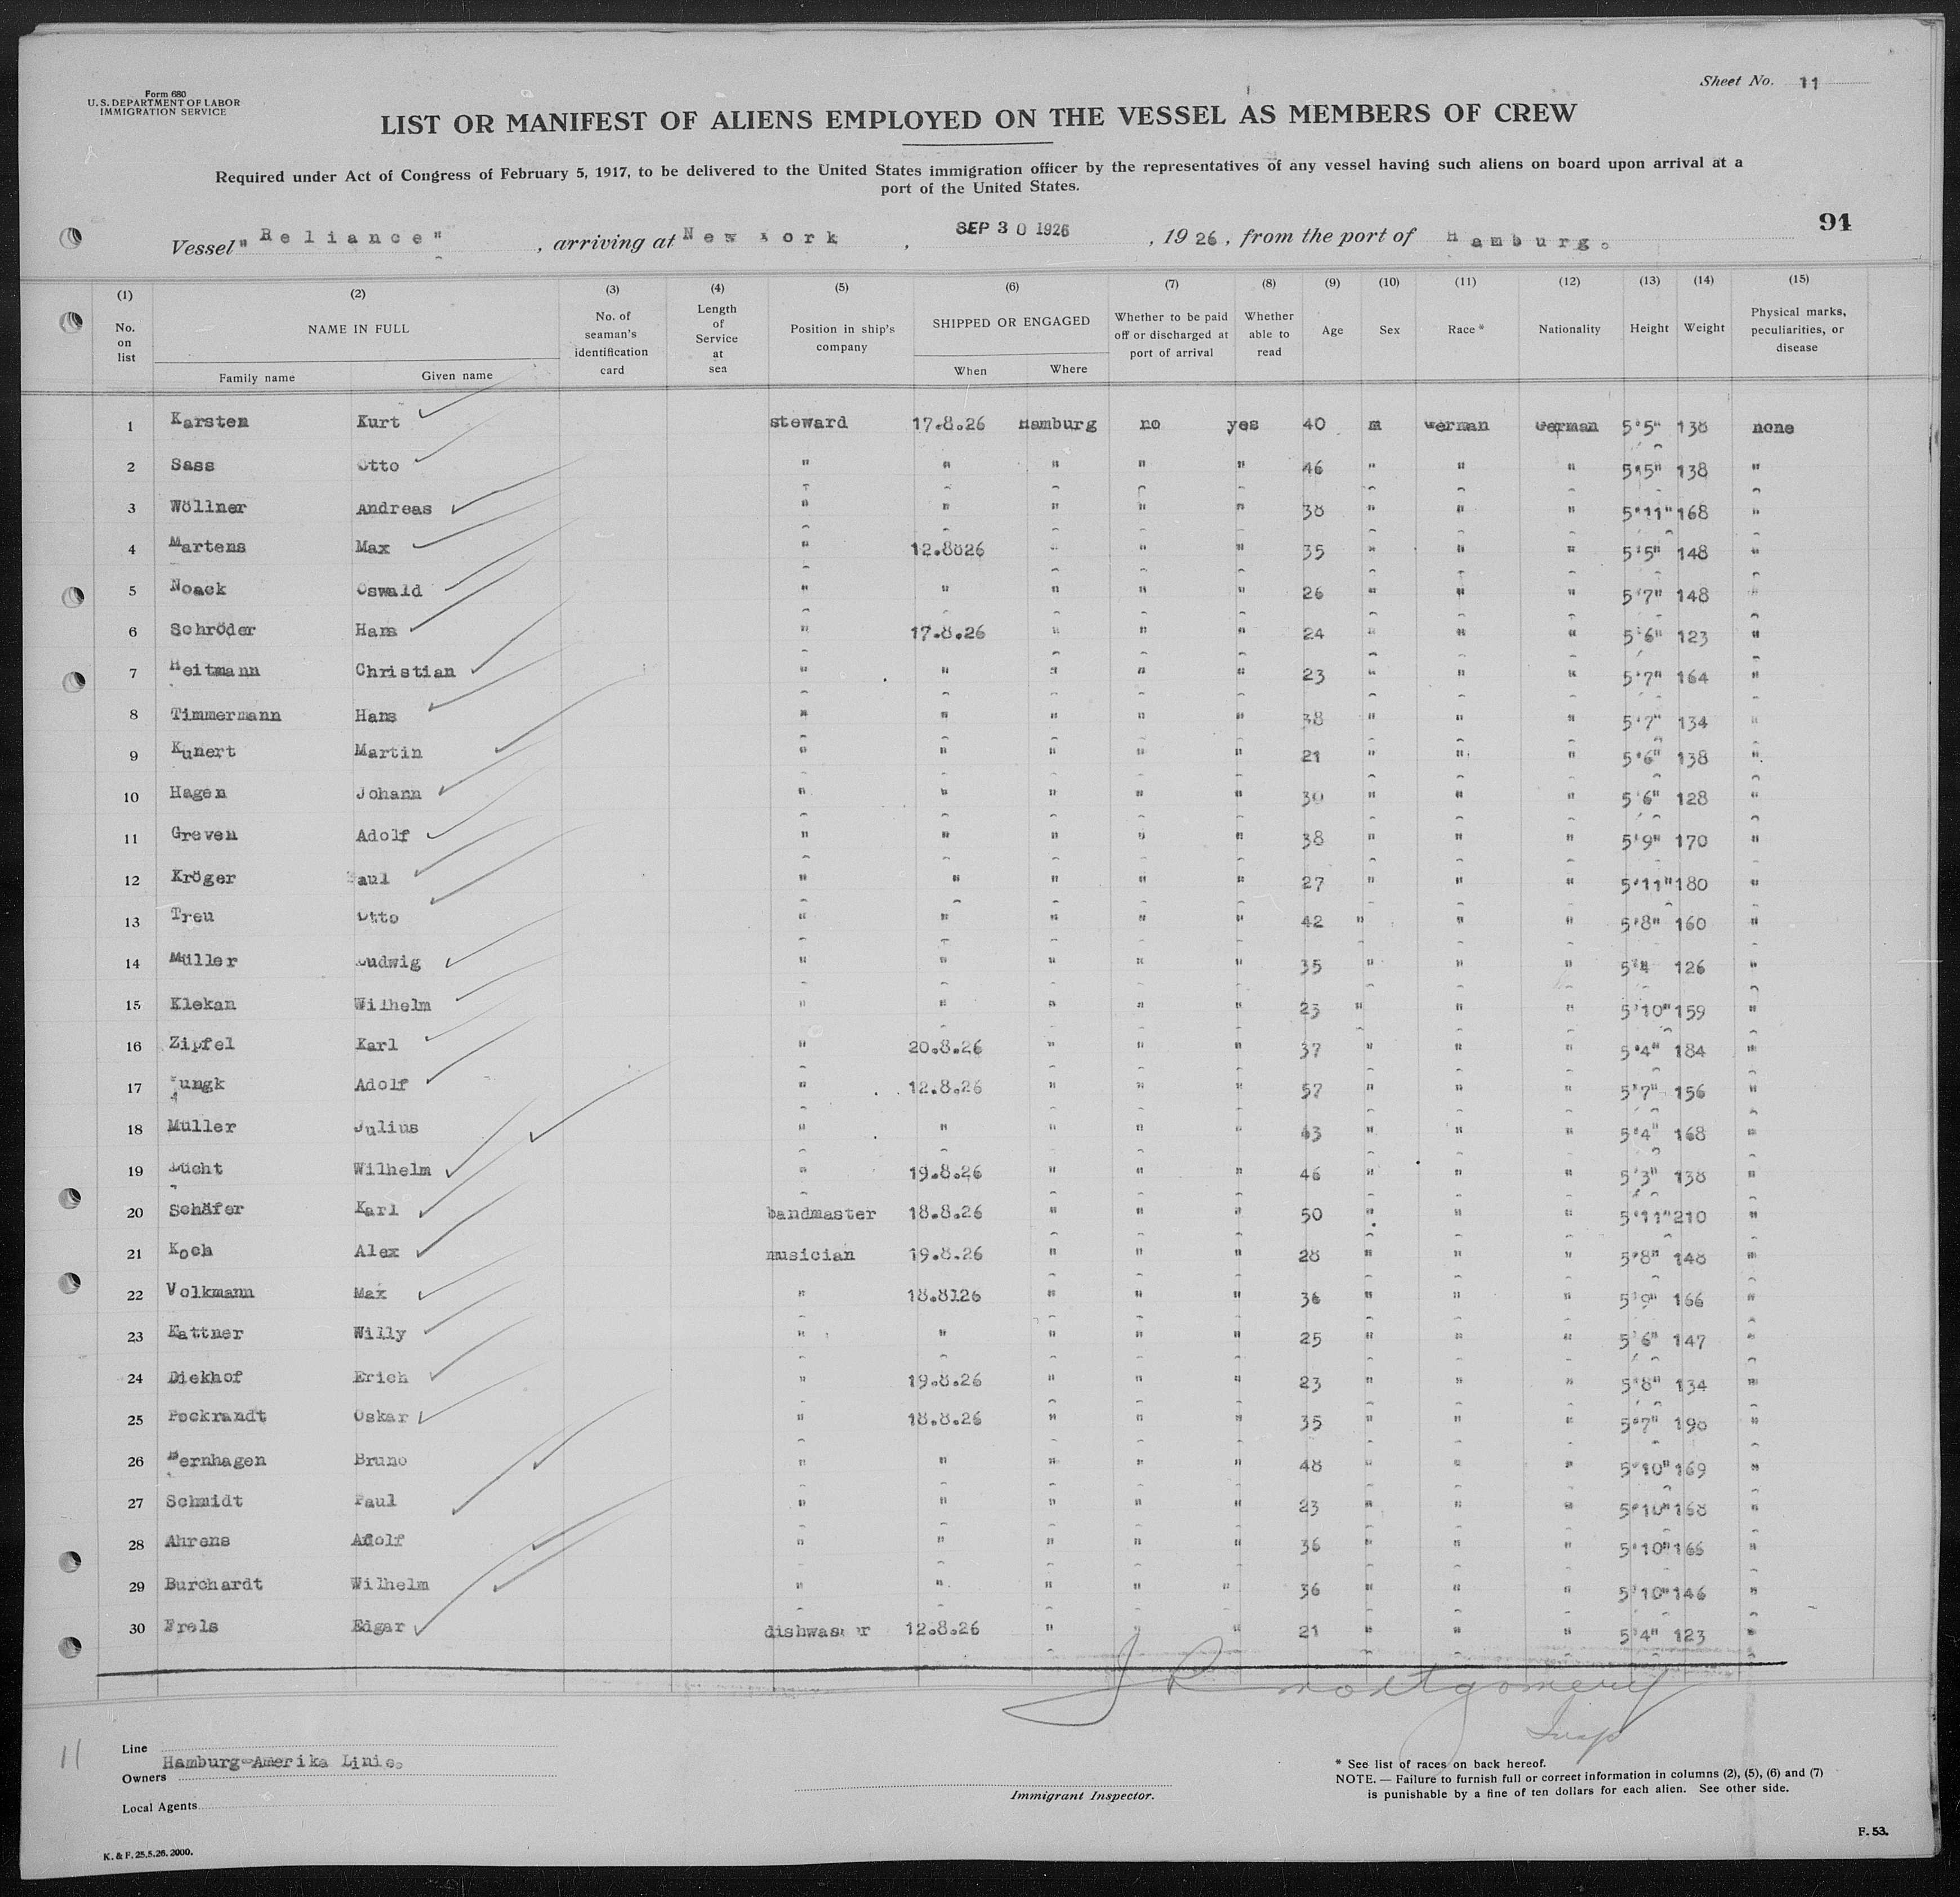 Form 680
U. S. DEPARTMENT OF LABOR
IMMIGRATION SERVICE
Sheet No. 11
LIST OR MANIFEST OF ALIENS EMPLOYED ON THE VESSEL AS MEMBERS OF CREW
Required under Act of Congress of February 5, 1917, to be delivered to the United States immigration officer by the representatives of any vessel having such aliens on board upon arrival at a
port of the United States.
Vessel "Reliance", arriving at New York, SEP 30 1926, 1926, from the port of Hamburg.
91
(1) (2) (3) (4) (5) (6) (7) (8) (9) (10) (11) (12) (13) (14) (15)
No. on list NAME IN FULL Family name Given name No. of seaman's identification card Length of Service at sea Position in ship's company SHIPPED OR ENGAGED When Where Whether to be paid off or discharged at port of arrival Whether able to read Age Sex Race * Nationality Height Weight Physical marks, peculiarities, or disease
1 Karsten Kurt steward 17.8.26 Hamburg no yes 40 m German German 5'5" 138 none
2 Sass Otto " " " " " 46 " " " 5'5" 138 "
3 Wöllner Andreas " " " " " 38 " " " 5'11" 168 "
4 Martens Max " 12.8826 " " " 35 " " " 5'5" 148 "
5 Noack Oswald " " " " " 26 " " " 5'7" 148 "
6 Schröder Hans " 17.8.26 " " " 24 " " " 5'6" 123 "
7 Heitmann Christian " " " " " 23 " " " 5'7" 164 "
8 Timmermann Hans " " " " " 38 " " " 5'7" 134 "
9 Kunert Martin " " " " " 21 " " " 5'6" 138 "
10 Hagen Johann " " " " " 30 " " " 5'6" 128 "
11 Greven Adolf " " " " " 38 " " " 5'9" 170 "
12 Kröger Paul " " " " " 27 " " " 5'11" 180 "
13 Treu Otto " " " " " 42 " " " 5'8" 160 "
14 Müller Ludwig " " " " " 35 " " " 5'4 126 "
15 Klekan Wilhelm " " " " " " " " 5'10" 159 "
16 Zipfel Karl " 20.8.26 " " " 37 " " " 5'4" 184 "
17 Jungk Adolf " 12.8.26 " " " 57 " " " 5'7" 156 "
18 Müller Julius " " " " " 63 " " " 5'4" 168 "
19 Lücht Wilhelm " 19.8.26 " " " 46 " " " 5'3" 138 "
20 Schäfer Karl bandmaster 18.8.26 " " " 50 " " " 5'11" 210 "
21 Koch Alex musician 19.8.26 " " " 28 " " " 5'8" 148 "
22 Volkmann Max " 18.8126 " " " 36 " " " 5'9" 166 "
23 Kattner Willy " " " " " 25 " " " 5'6" 147 "
24 Diekhof Erich " 19.8.26 " " " 23 " " " 5'8" 134 "
25 Pockrandt Oskar " 18.8.26 " " " 35 " " " 5'7" 198 "
26 Bernhagen Bruno " " " " " 48 " " " 5'10" 169 "
27 Schmidt Paul " " " " " 23 " " " 5'10" 168 "
28 Ahrens Adolf " " " " " 36 " " " 5'10" 166 "
29 Burchardt Wilhelm " " " " " 36 " " " 5'10" 146 "
30 Frels Edgar dishwasher 12.8.26 " " " 21 " " " 5'4" 123 "
J R Montgomery
Insp
11
Line
Hamburg-Amerika Linie.
Owners
Local Agents
Immigrant Inspector.
* See list of races on back hereof.
NOTE. — Failure to furnish full or correct information in columns (2), (5), (6) and (7)
is punishable by a fine of ten dollars for each alien. See other side.
K. & F. 25.5.26. 2000.
F. 53.